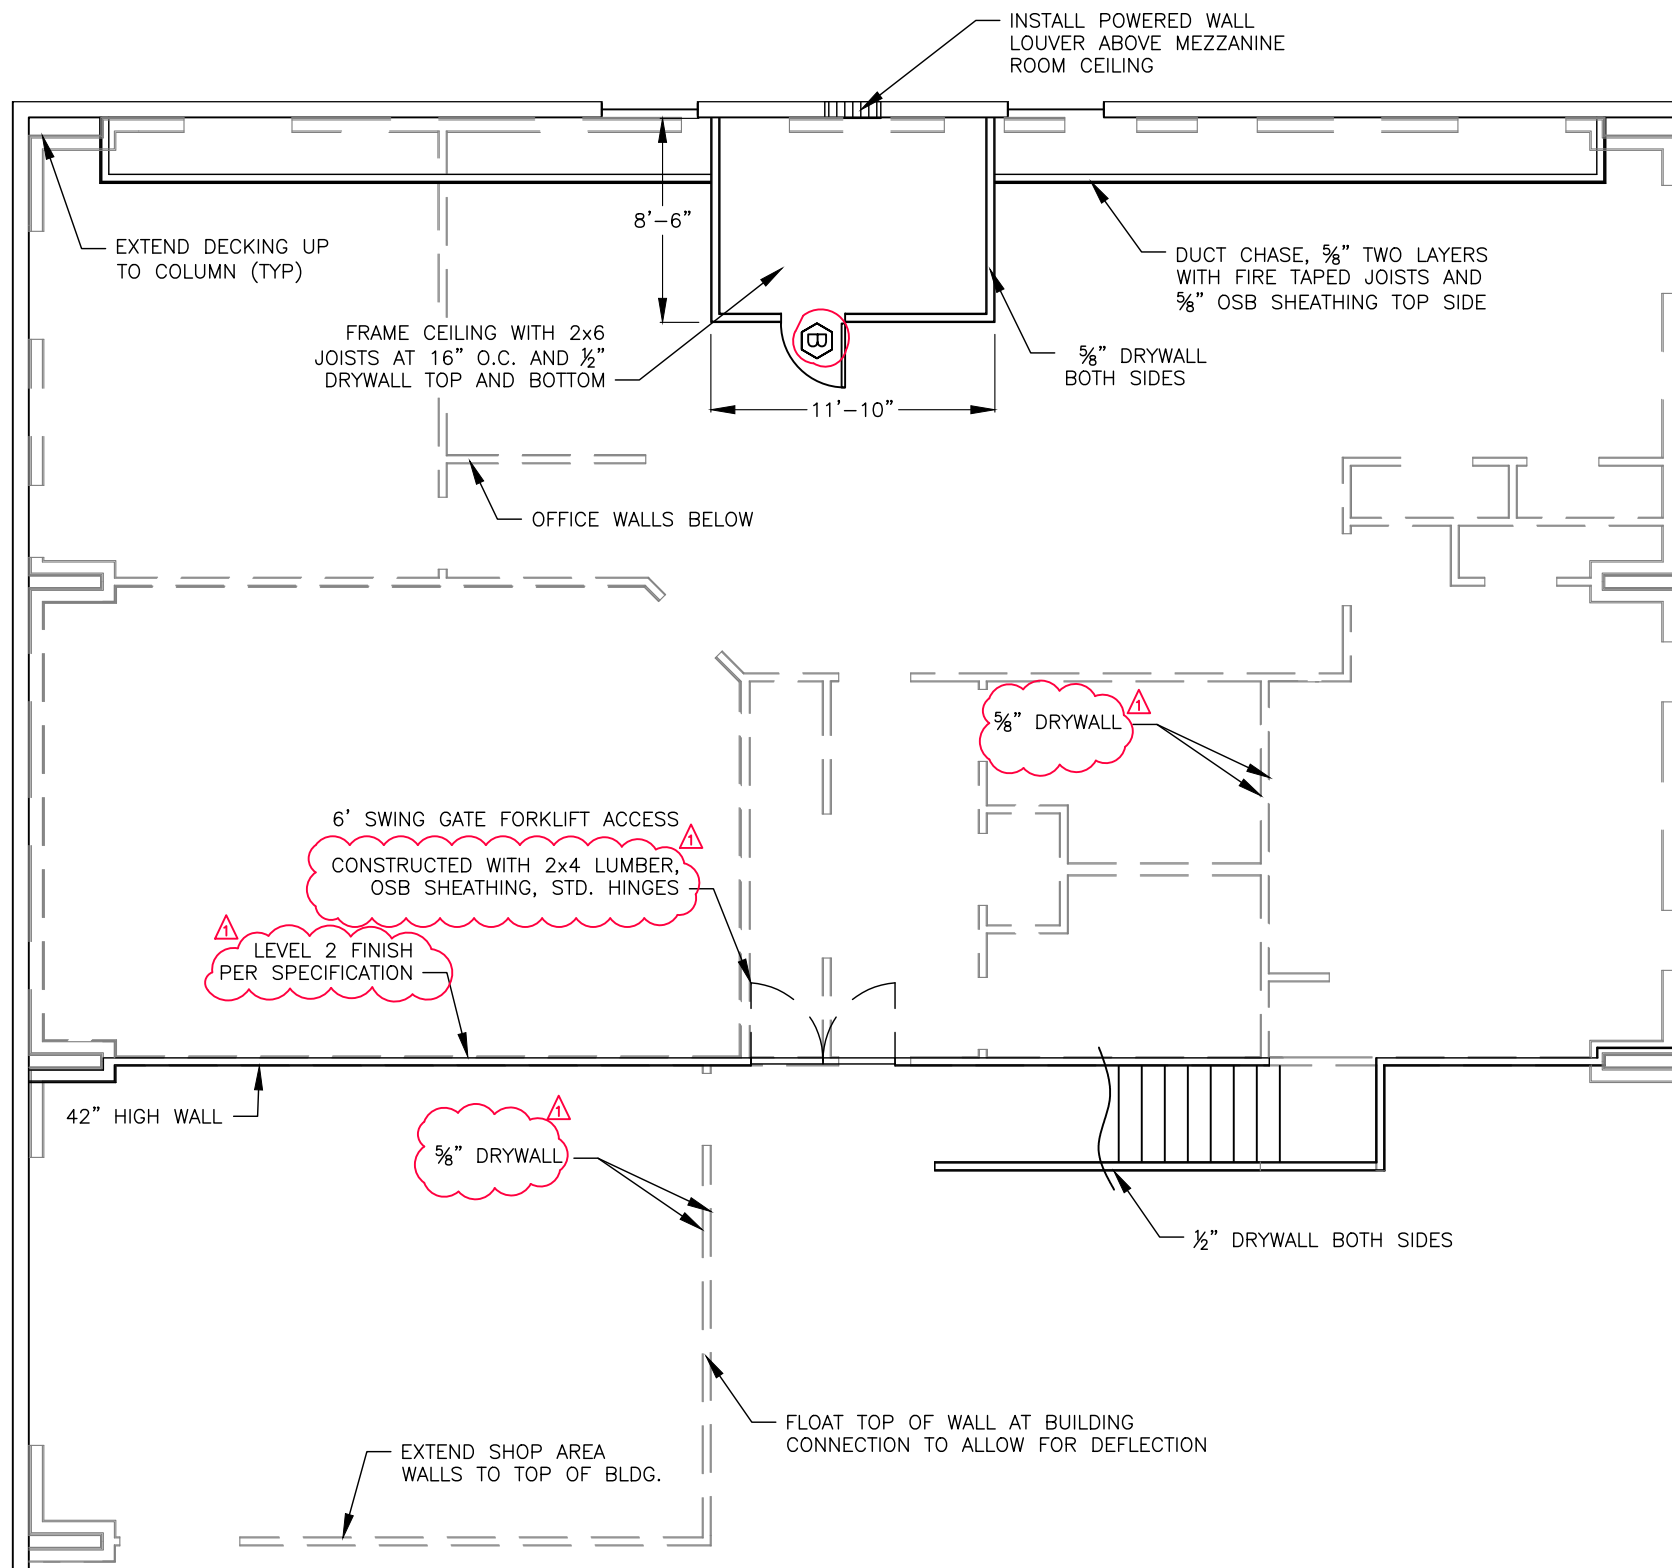 INSTALL POWERED WALL
LOUVER ABOVE MEZZANINE
ROOM CEILING
8'-6"
EXTEND DECKING UP
TO COLUMN (TYP)
DUCT CHASE, ⅝" TWO LAYERS
WITH FIRE TAPED JOISTS AND
⅝" OSB SHEATHING TOP SIDE
FRAME CEILING WITH 2x6
JOISTS AT 16" O.C. AND ½"
DRYWALL TOP AND BOTTOM
B
⅝" DRYWALL
BOTH SIDES
11'-10"
OFFICE WALLS BELOW
1
⅝" DRYWALL
6' SWING GATE FORKLIFT ACCESS
1
CONSTRUCTED WITH 2x4 LUMBER,
OSB SHEATHING, STD. HINGES
1
LEVEL 2 FINISH
PER SPECIFICATION
42" HIGH WALL
1
⅝" DRYWALL
½" DRYWALL BOTH SIDES
FLOAT TOP OF WALL AT BUILDING
CONNECTION TO ALLOW FOR DEFLECTION
EXTEND SHOP AREA
WALLS TO TOP OF BLDG.